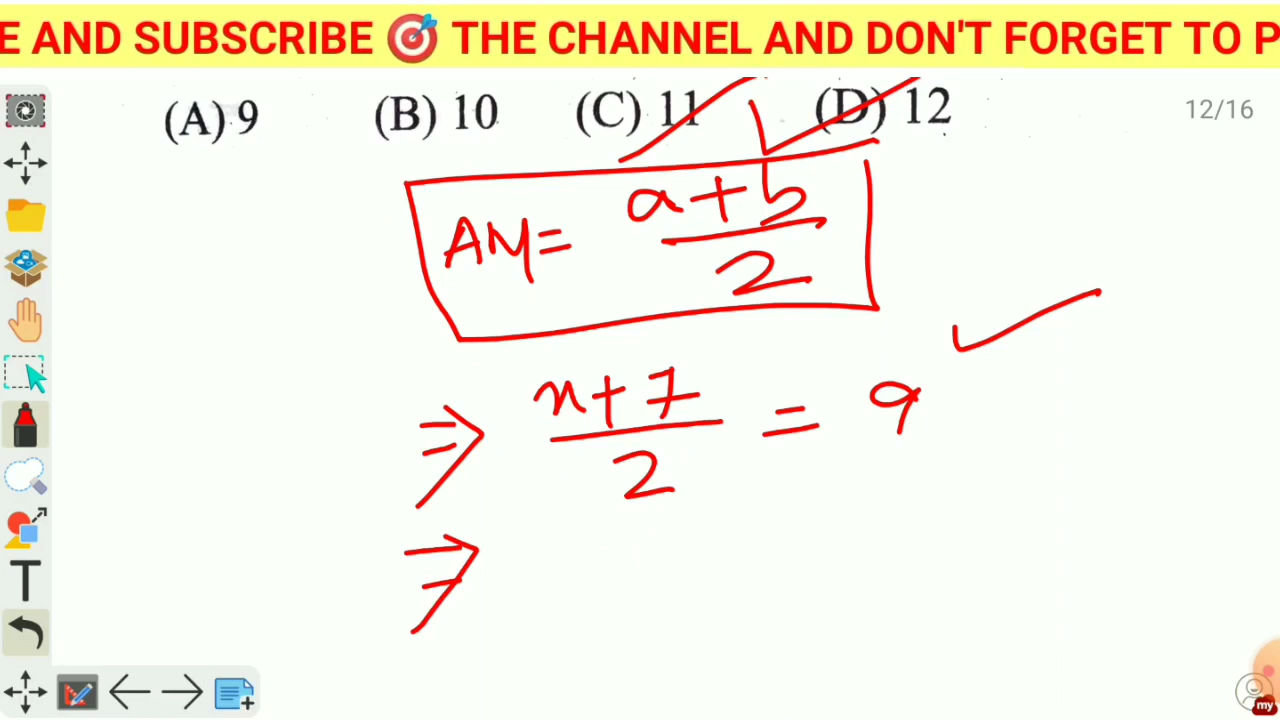 E AND SUBSCRIBE 🎯 THE CHANNEL AND DON'T FORGET TO P
(A) 9 (B) 10 (C) 11 (D) 12
12/16
AM = a+b/2
⇒ x+7/2 = 9
⇒
T
my